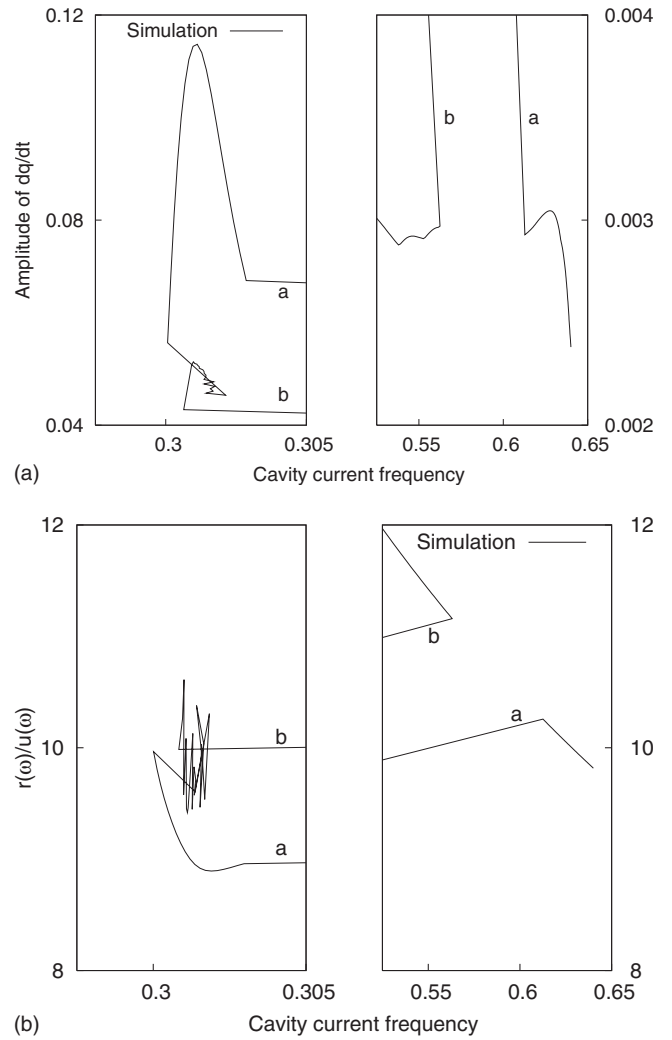 0.12
Simulation
0.004
b
a
Amplitude of dq/dt
0.08
0.003
a
b
0.04
0.002
0.3
0.305
0.55
0.6
0.65
(a)
Cavity current frequency
12
12
Simulation
b
a
r(ω)/u(ω)
10
10
b
a
8
8
0.3
0.305
0.55
0.6
0.65
(b)
Cavity current frequency